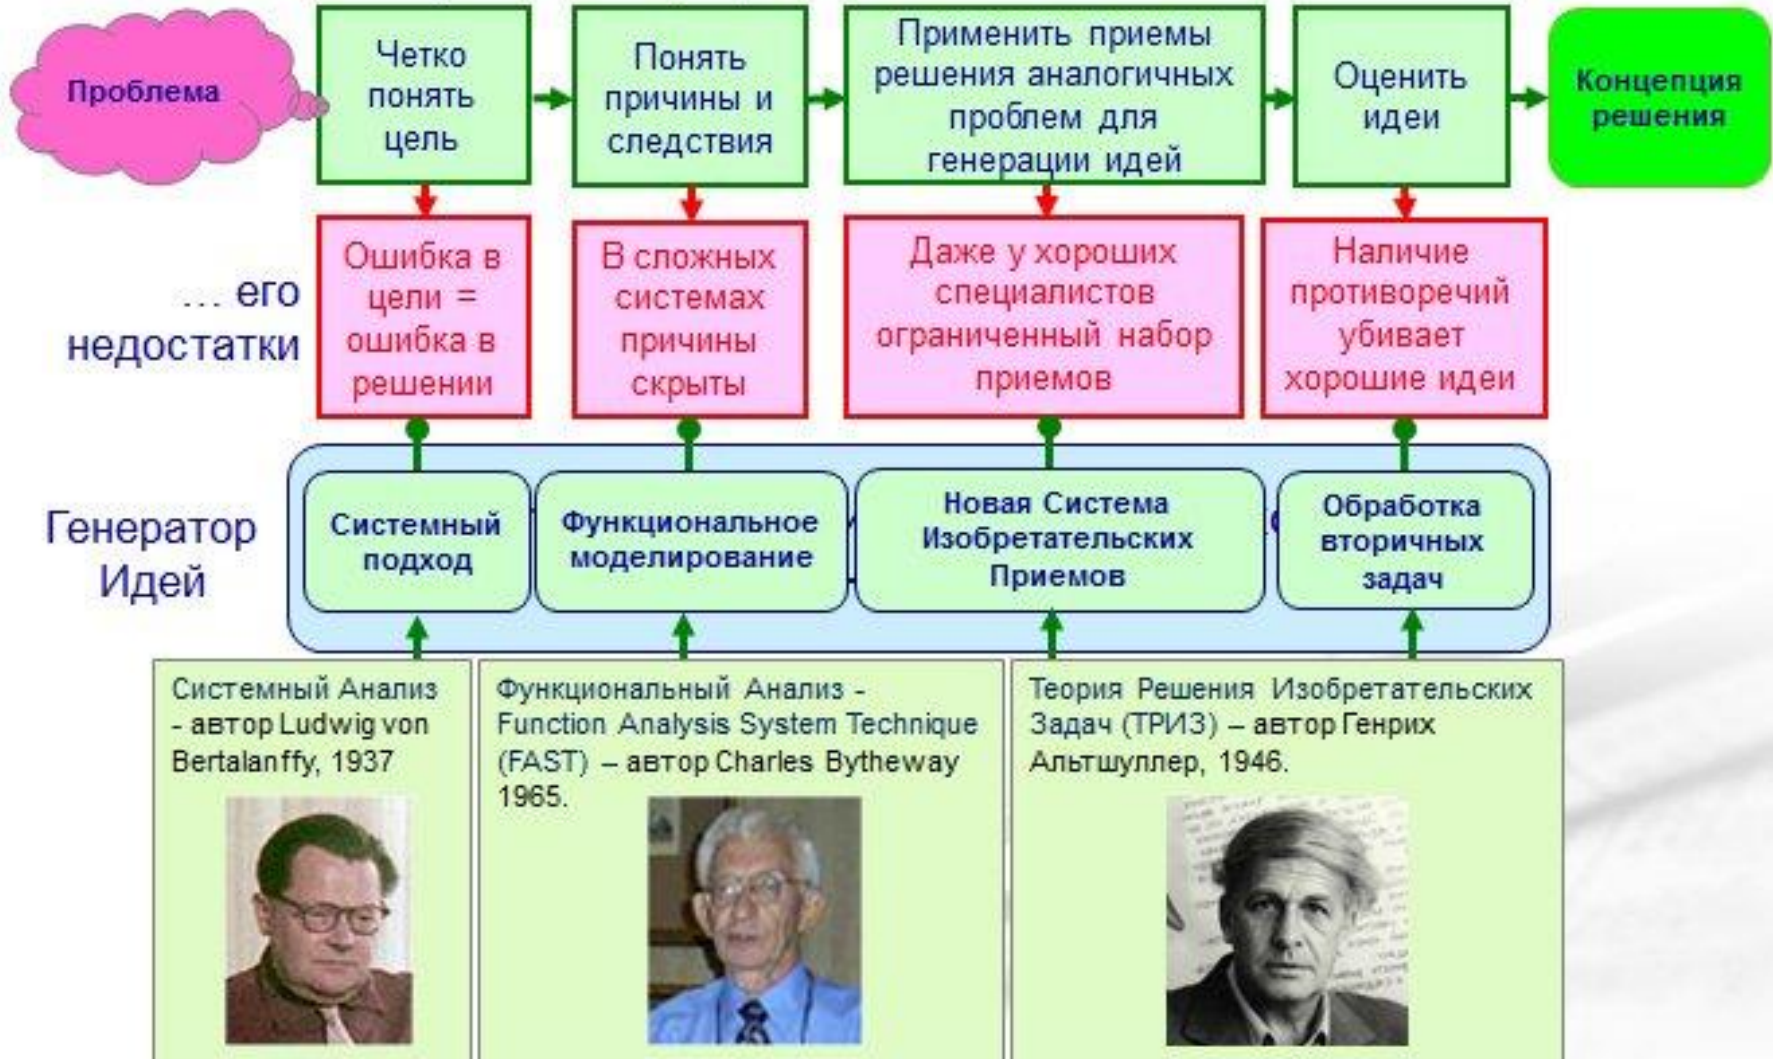 Проблема
Четко
понять
цель
Понять
причины и
следствия
Применить приемы
решения аналогичных
проблем для
генерации идей
Оценить
идеи
Концепция
решения
... его
недостатки
Ошибка в
цели =
ошибка в
решении
В сложных
системах
причины
скрыты
Даже у хороших
специалистов
ограниченный набор
приемов
Наличие
противоречий
убивает
хорошие идеи
Генератор
Идей
Системный
подход
Функциональное
моделирование
Новая Система
Изобретательских
Приемов
Обработка
вторичных
задач
Системный Анализ
- автор Ludwig von
Bertalanffy, 1937
Функциональный Анализ -
Function Analysis System Technique
(FAST) – автор Charles Bytheway
1965.
Теория Решения Изобретательских
Задач (ТРИЗ) – автор Генрих
Альтшуллер, 1946.